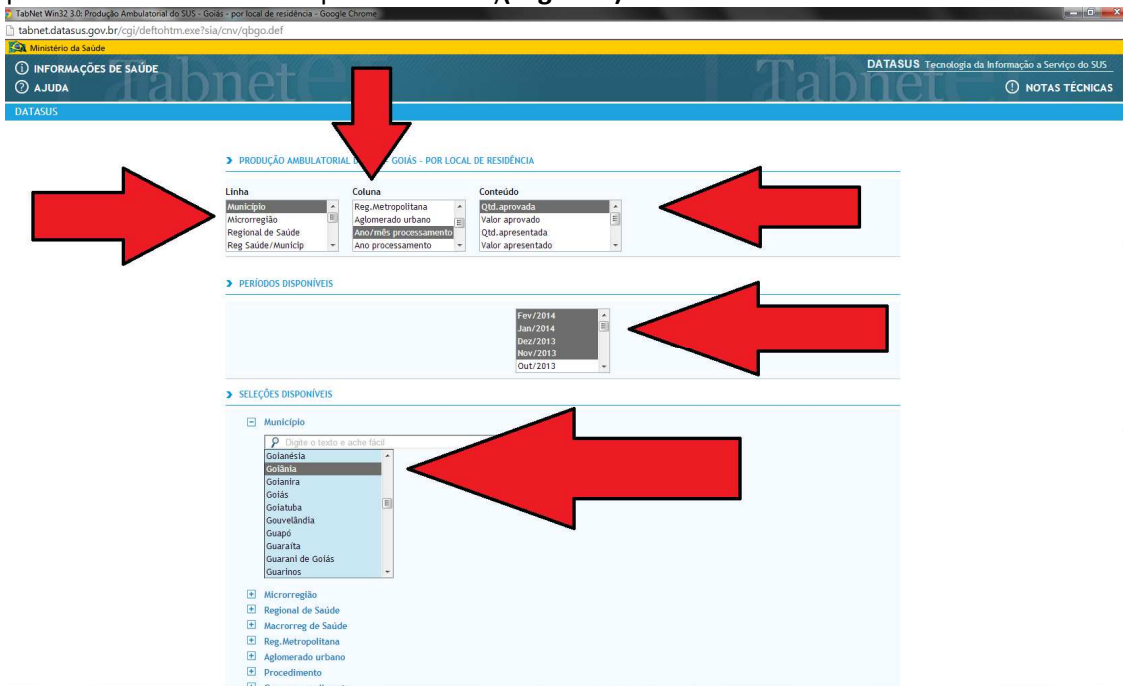 TabNet Win32 3.0: Produção Ambulatorial do SUS - Goiás - por local de residência - Google Chrome
tabnet.datasus.gov.br/cgi/deftohtm.exe?sia/cnv/qbgo.def
Ministério da Saúde
INFORMAÇÕES DE SAÚDE
AJUDA
Tabnet
Tabnet
DATASUS Tecnologia da Informação a Serviço do SUS
NOTAS TÉCNICAS
DATASUS
PRODUÇÃO AMBULATORIAL D - GOIÁS - POR LOCAL DE RESIDÊNCIA
Linha Coluna Conteúdo
Município Reg.Metropolitana Qtd.aprovada
Microrregião Aglomerado urbano Valor aprovado
Regional de Saúde Ano/mês processamento Qtd.apresentada
Reg Saúde/Municip Ano processamento Valor apresentado
PERÍODOS DISPONÍVEIS
Fev/2014
Jan/2014
Dez/2013
Nov/2013
Out/2013
SELEÇÕES DISPONÍVEIS
Município
Digite o texto e ache fácil
Goianésia
Goiânia
Goianira
Goiás
Goiatuba
Gouvelândia
Guapó
Guaraíta
Guarani de Goiás
Guarinos
Microrregião
Regional de Saúde
Macrorreg de Saúde
Reg.Metropolitana
Aglomerado urbano
Procedimento